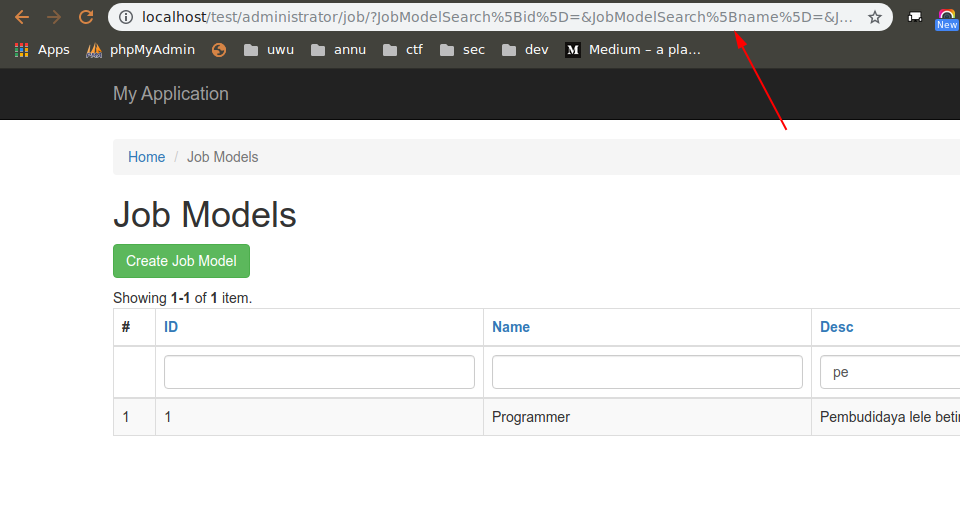 localhost/test/administrator/job/?JobModelSearch%5Bid%5D=&JobModelSearch%5Bname%5D=&J...
New
Apps phpMyAdmin uwu annu ctf sec dev M Medium – a pla...
My Application
Home / Job Models
Job Models
Create Job Model
Showing 1-1 of 1 item.
# ID Name Desc
pe
1 1 Programmer Pembudidaya lele